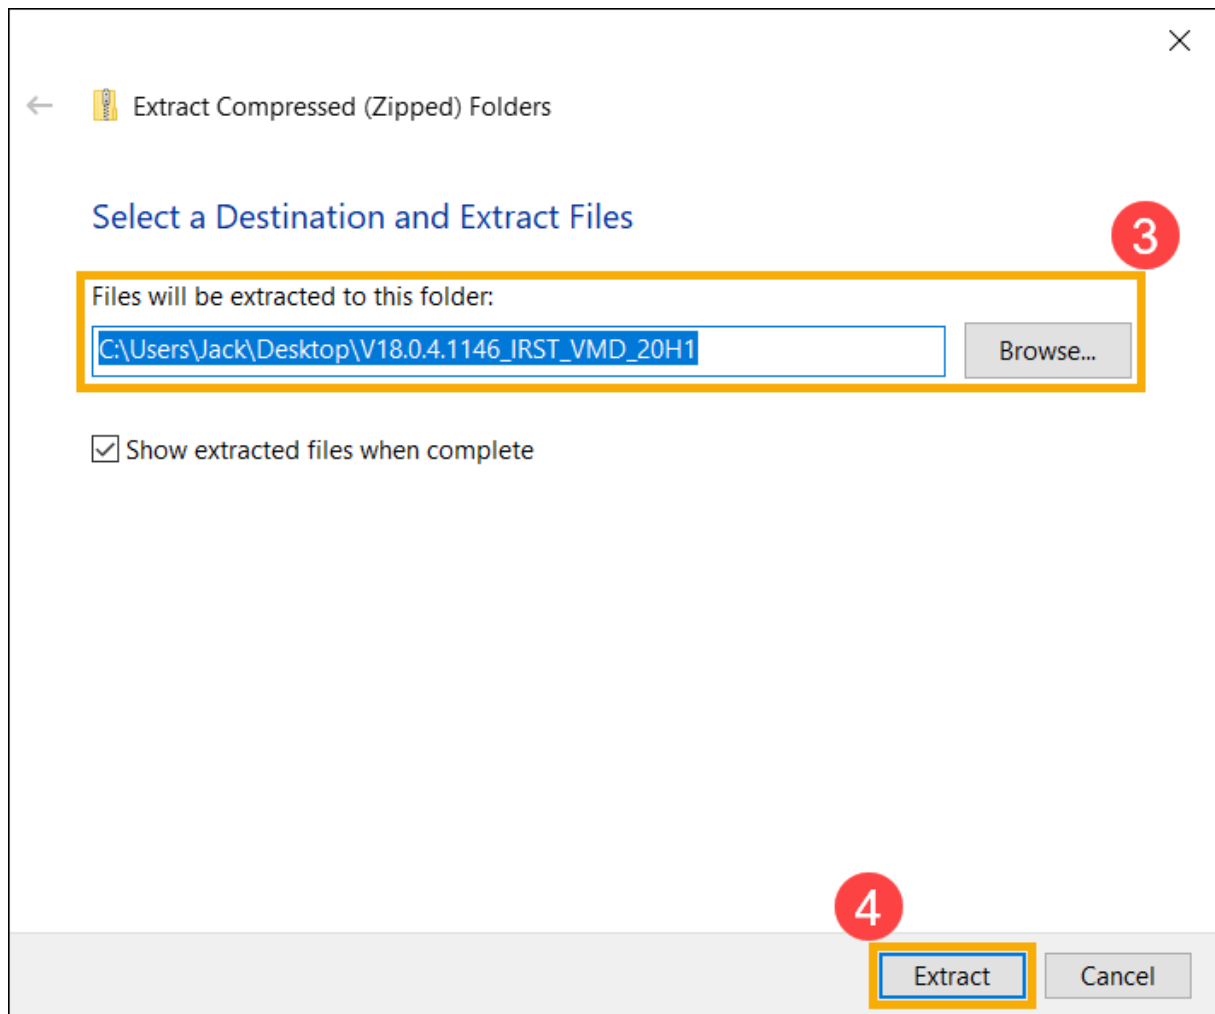 Extract Compressed (Zipped) Folders
Select a Destination and Extract Files
3
Files will be extracted to this folder:
C:\Users\Jack\Desktop\V18.0.4.1146_IRST_VMD_20H1
Browse...
Show extracted files when complete
4
Extract
Cancel